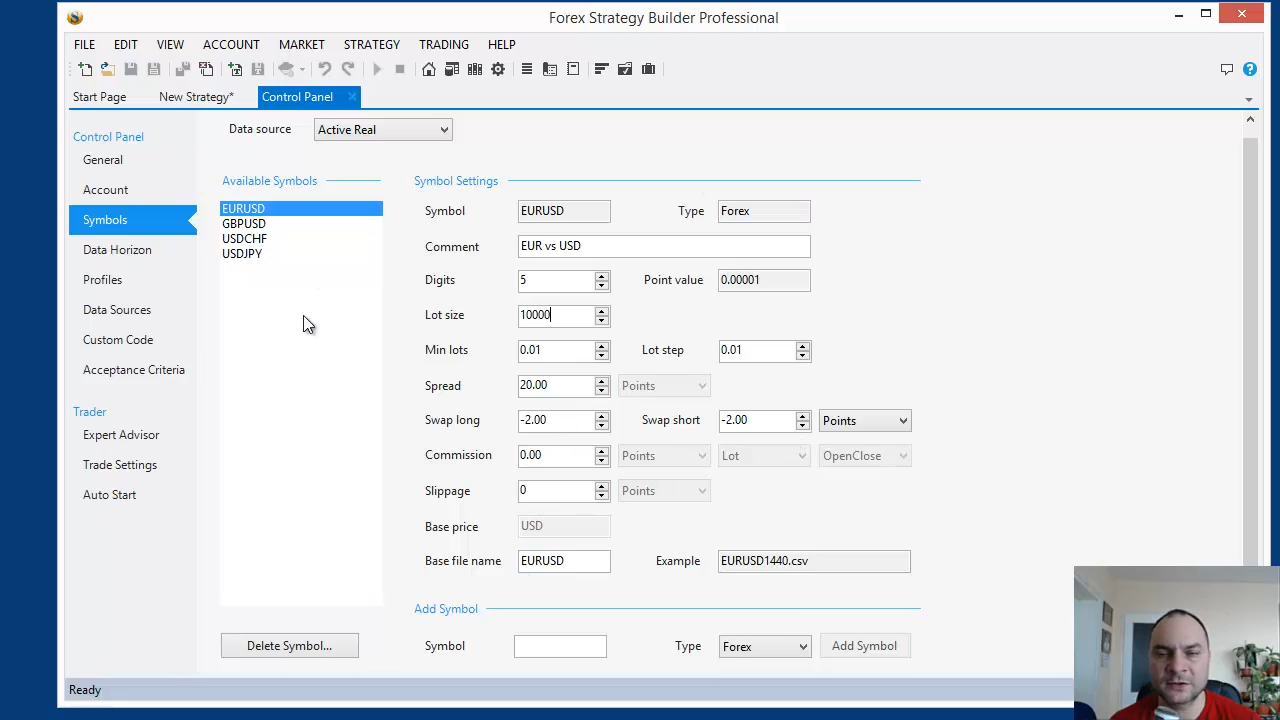 Forex Strategy Builder Professional
FILE EDIT VIEW ACCOUNT MARKET STRATEGY TRADING HELP
Start Page New Strategy* Control Panel
Control Panel
General
Account
Symbols
Data Horizon
Profiles
Data Sources
Custom Code
Acceptance Criteria
Trader
Expert Advisor
Trade Settings
Auto Start
Data source Active Real
Available Symbols
EURUSD
GBPUSD
USDCHF
USDJPY
Delete Symbol...
Symbol Settings
Symbol EURUSD Type Forex
Comment EUR vs USD
Digits 5 Point value 0.00001
Lot size 10000
Min lots 0.01 Lot step 0.01
Spread 20.00 Points
Swap long -2.00 Swap short -2.00 Points
Commission 0.00 Points Lot OpenClose
Slippage 0 Points
Base price USD
Base file name EURUSD Example EURUSD1440.csv
Add Symbol
Symbol Type Forex Add Symbol
Ready